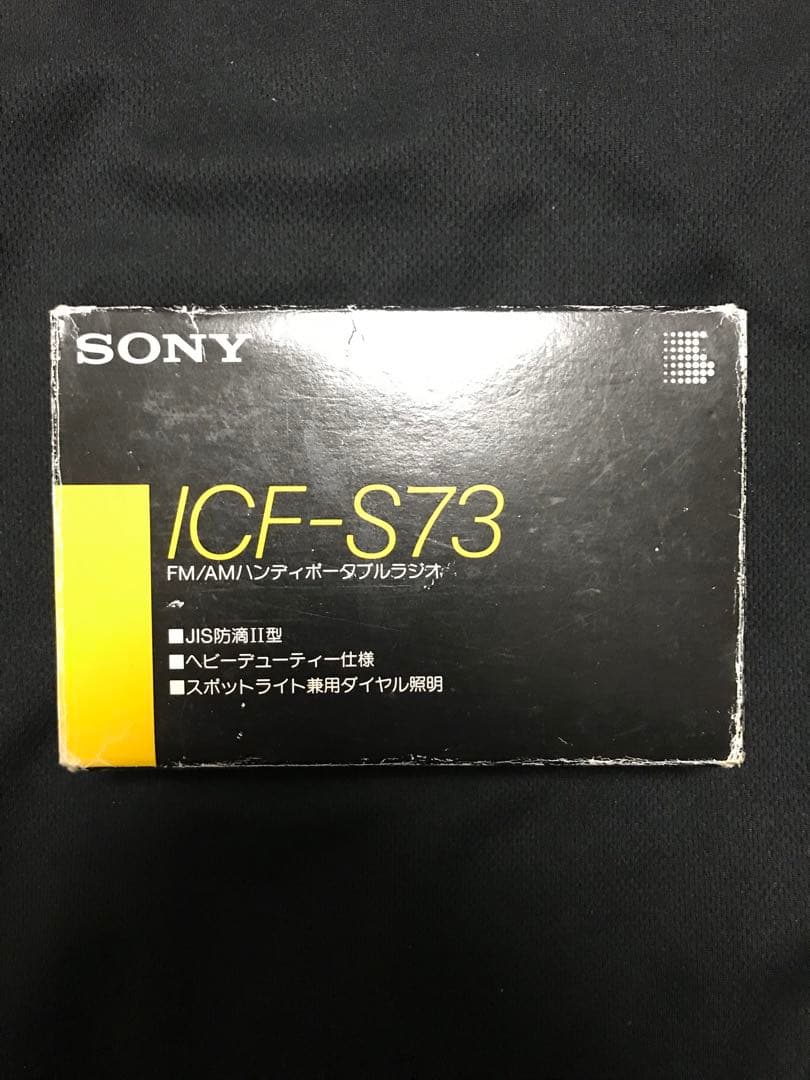 SONY
ICF-S73
FM/AMハンディポータブルラジオ
■JIS防滴II型
■ヘビーデューティー仕様
■スポットライト兼用ダイヤル照明